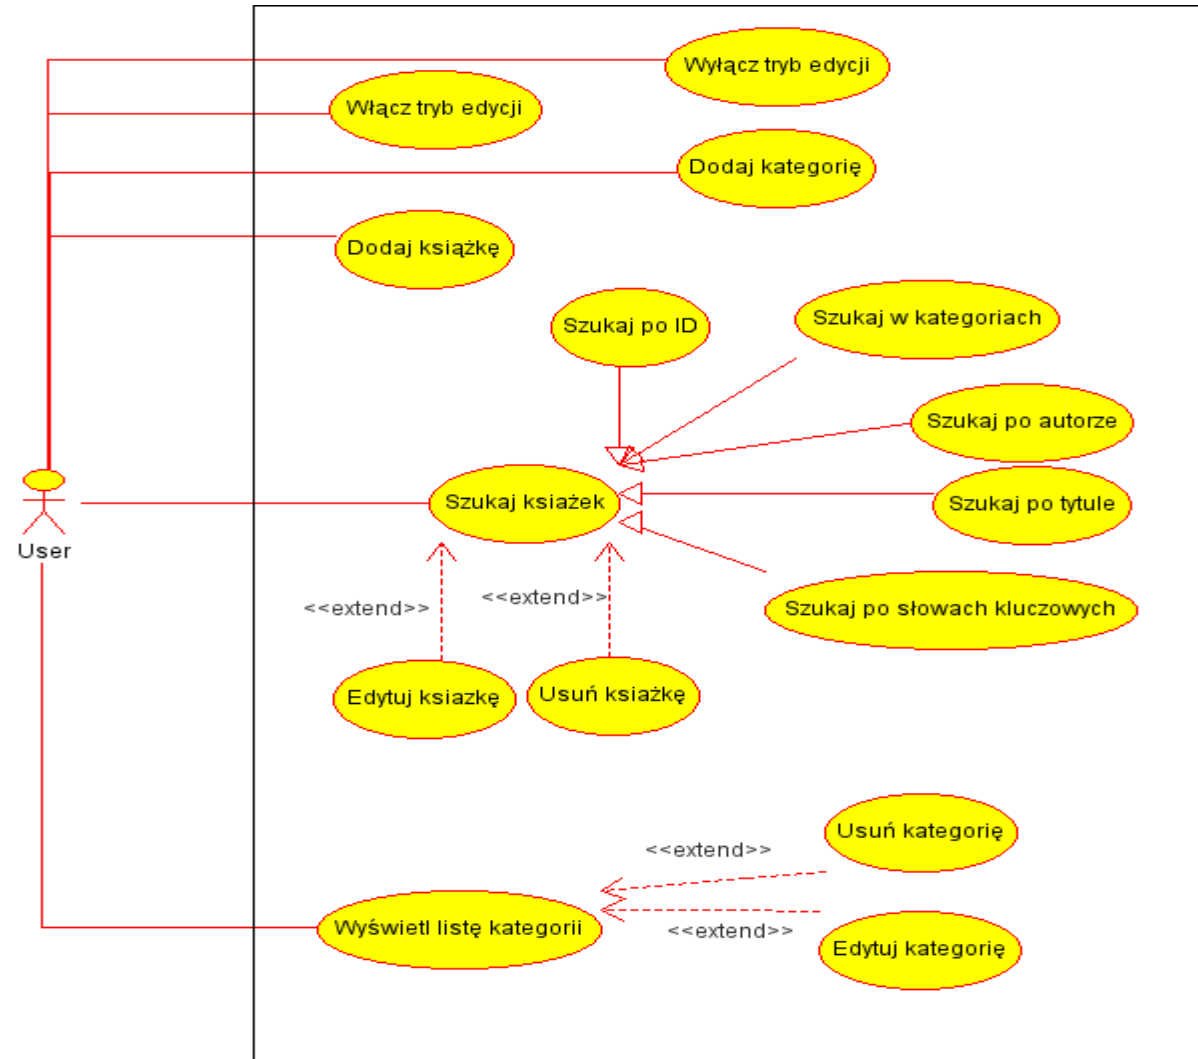 Wyłącz tryb edycji
Włącz tryb edycji
Dodaj kategorię
Dodaj książkę
Szukaj po ID
Szukaj w kategoriach
Szukaj po autorze
Szukaj ksiażek
Szukaj po tytule
User
<<extend>>
<<extend>>
Szukaj po słowach kluczowych
Edytuj ksiazkę
Usuń ksiażkę
Usuń kategorię
<<extend>>
Wyświetl listę kategorii
<<extend>>
Edytuj kategorię